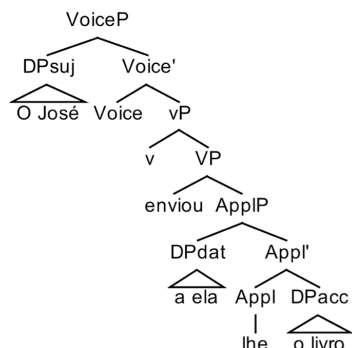 VoiceP
DPsuj Voice'
O José Voice vP
v VP
enviou ApplP
DPdat Appl'
a ela Appl DPacc
lhe o livro